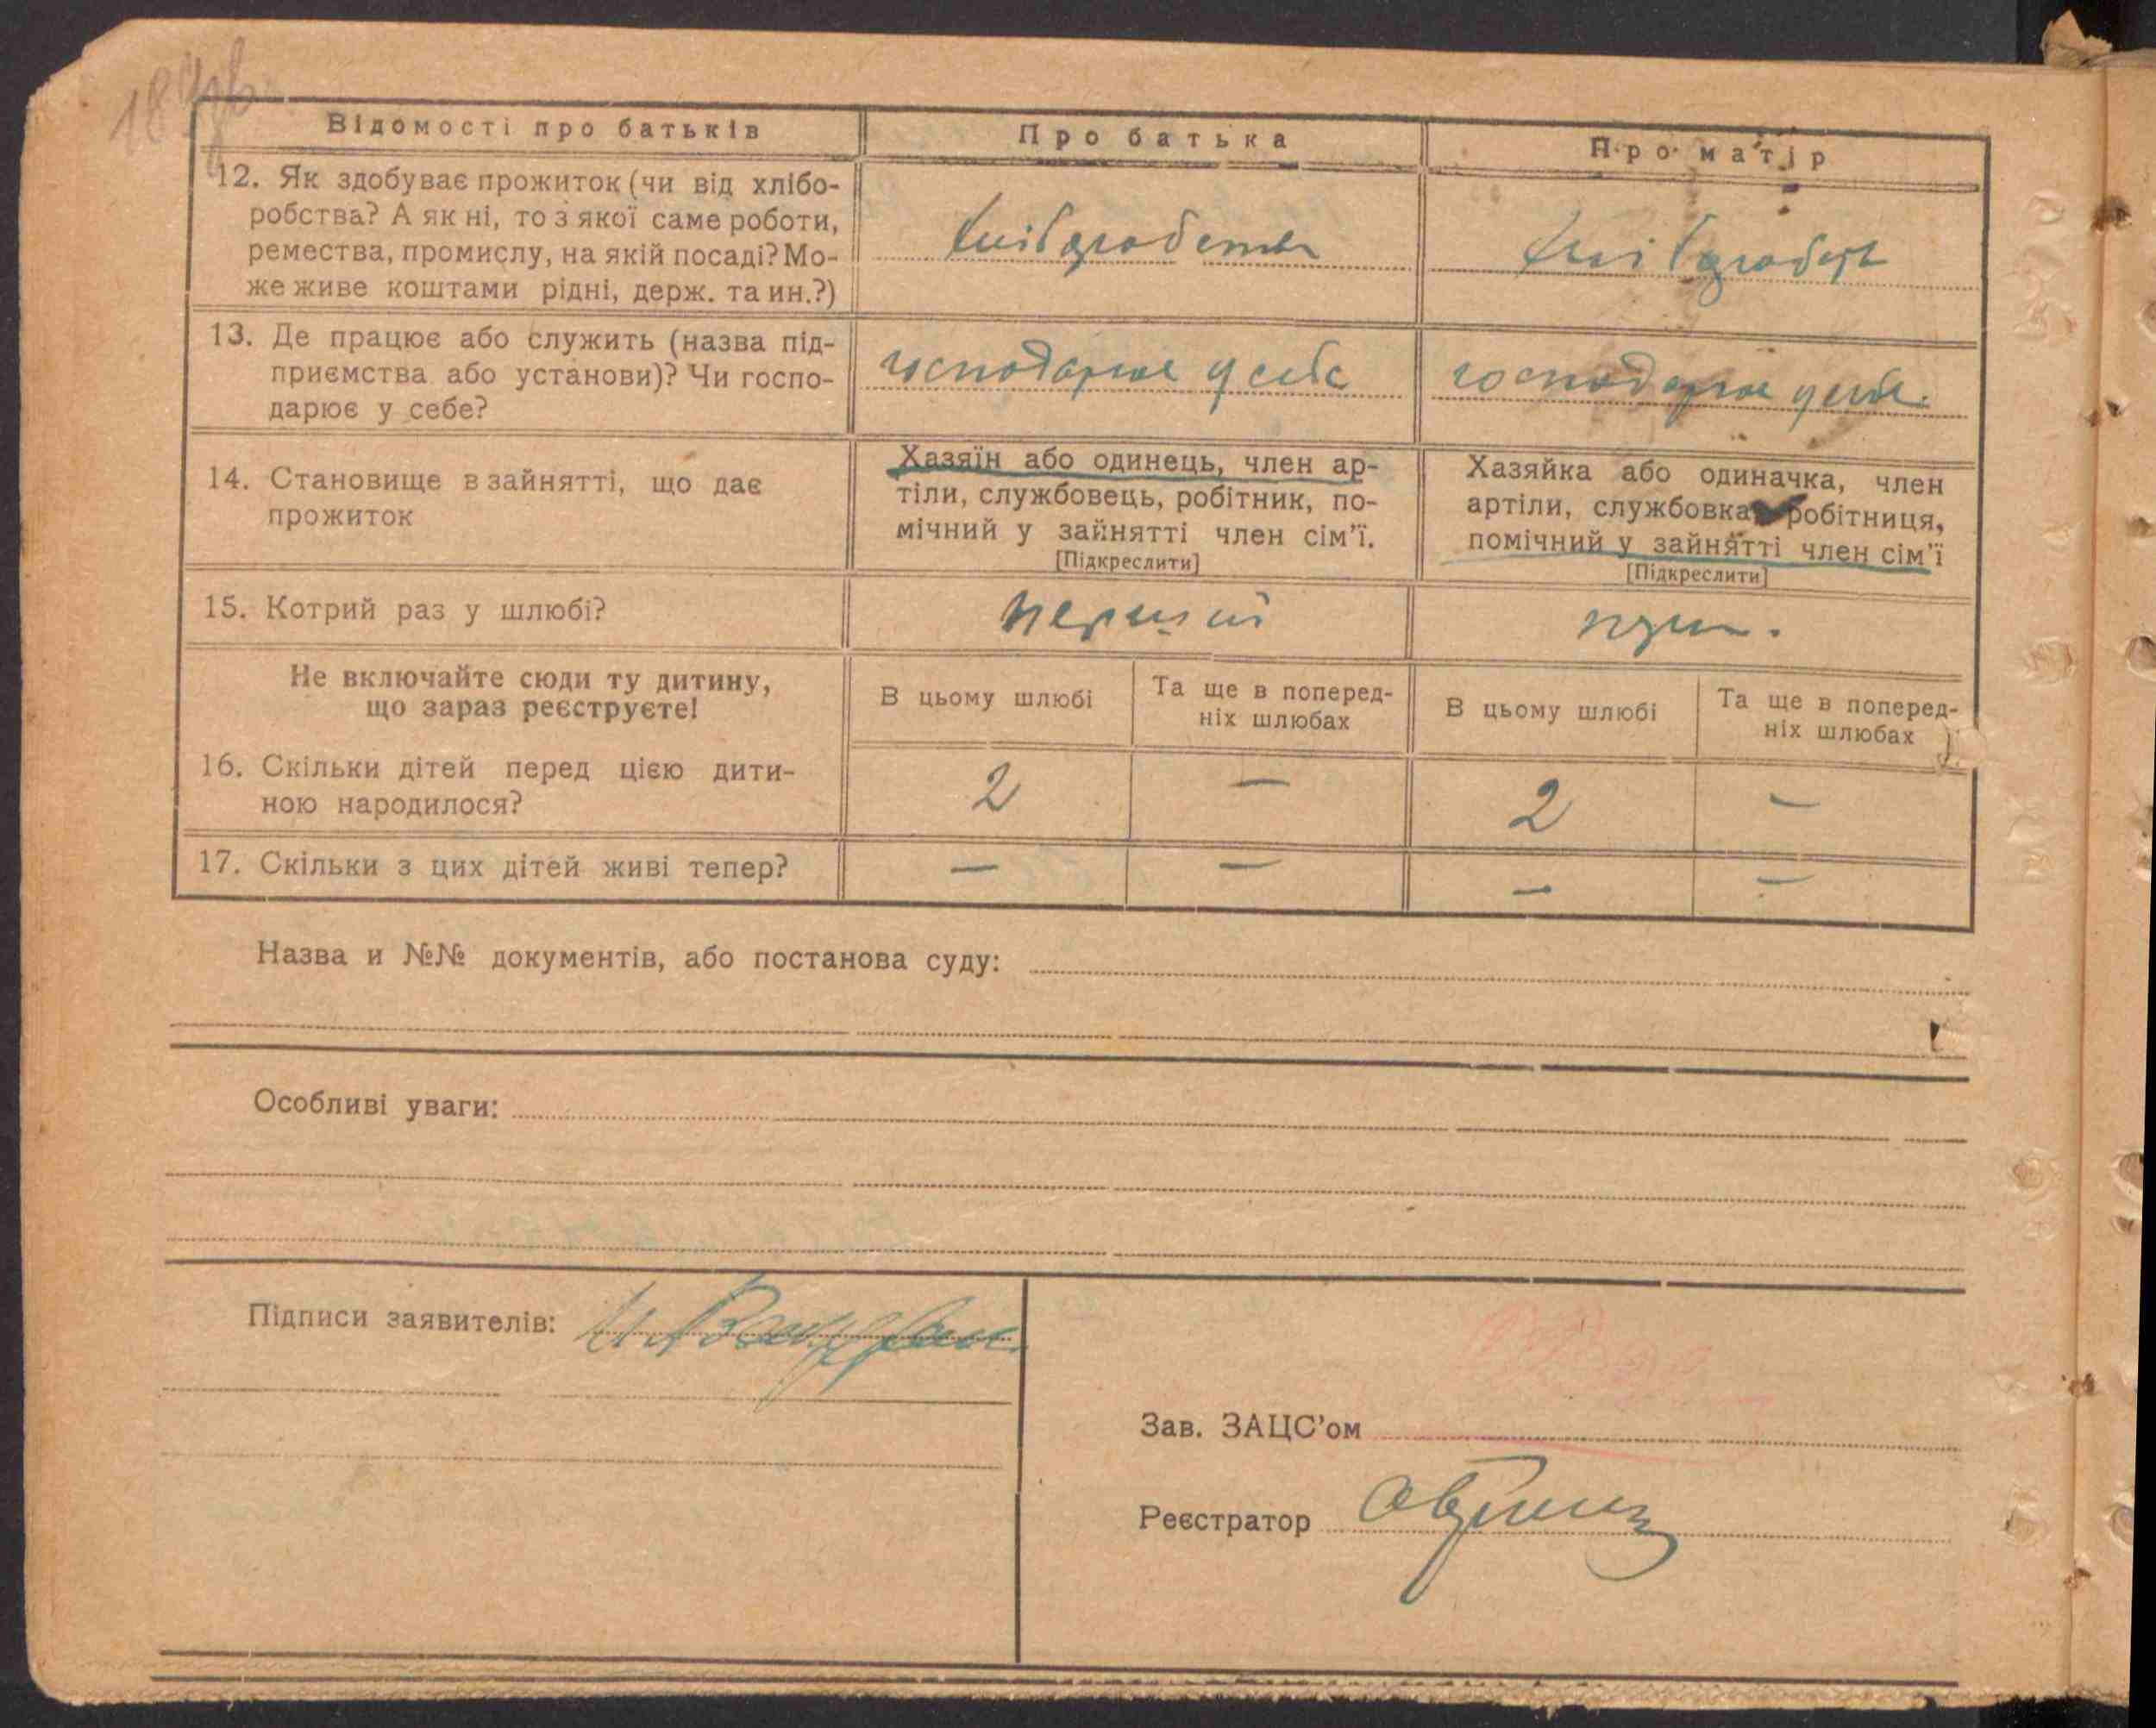 Відомості про батьків
Про батька
Про матір
12. Як здобуває прожиток (чи від хлібо-
робства? А як ні, то з якої саме роботи,
ремества, промислу, на якій посаді? Мо-
же живе коштами рідні, держ. та ин.?)
13. Де працює або служить (назва під-
приємства або установи)? Чи госпо-
дарює у себе?
господарює у себе
господарює у себе.
14. Становище в зайнятті, що дає
прожиток
Хазяїн або одинець, член ар-
тіли, службовець, робітник, по-
мічний у зайнятті член сім'ї.
[Підкреслити]
Хазяйка або одиначка, член
артіли, службовка, робітниця,
помічний у зайнятті член сім'ї
[Підкреслити]
15. Котрий раз у шлюбі?
перший
Не включайте сюди ту дитину,
що зараз реєструєте!
В цьому шлюбі
Та ще в поперед-
ніх шлюбах
В цьому шлюбі
Та ще в поперед-
ніх шлюбах
16. Скільки дітей перед цією дити-
ною народилося?
2
—
2
—
17. Скільки з цих дітей живі тепер?
—
—
—
—
Назва и №№ документів, або постанова суду:
Особливі уваги:
Підписи заявителів:
Зав. ЗАЦС'ом
Реєстратор